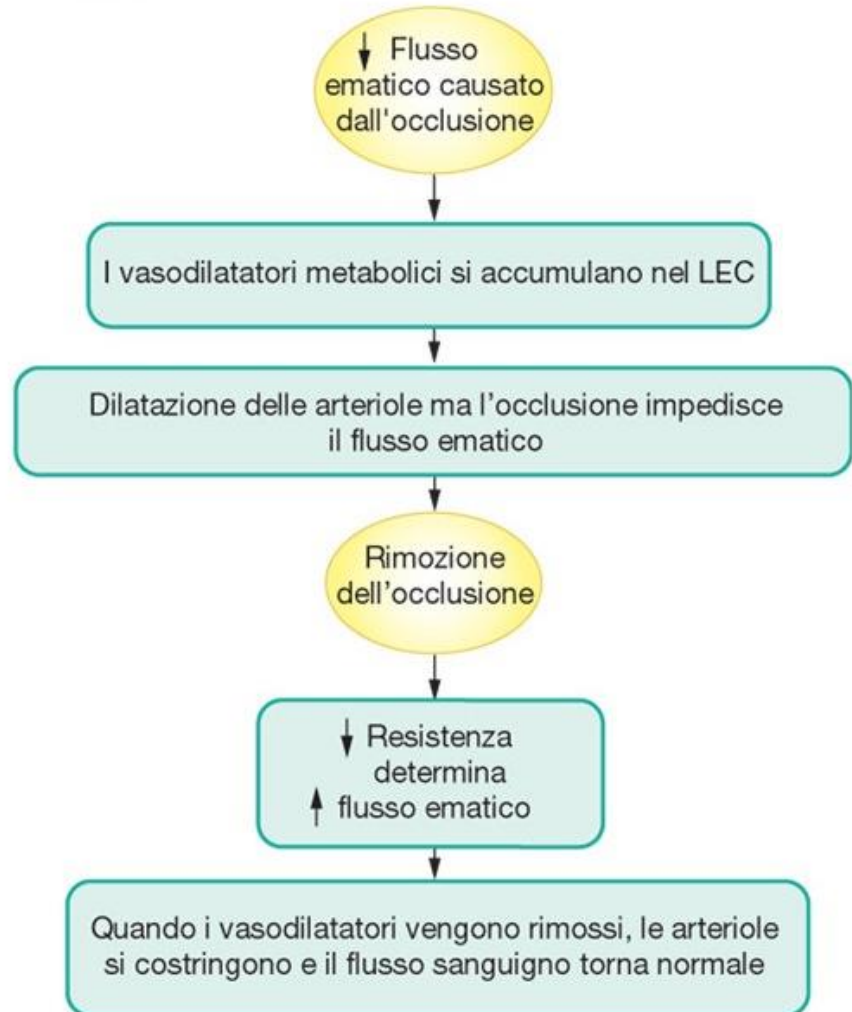 ↓ Flusso
ematico causato
dall'occlusione
I vasodilatatori metabolici si accumulano nel LEC
Dilatazione delle arteriole ma l'occlusione impedisce
il flusso ematico
Rimozione
dell'occlusione
↓ Resistenza
determina
↑ flusso ematico
Quando i vasodilatatori vengono rimossi, le arteriole
si costringono e il flusso sanguigno torna normale